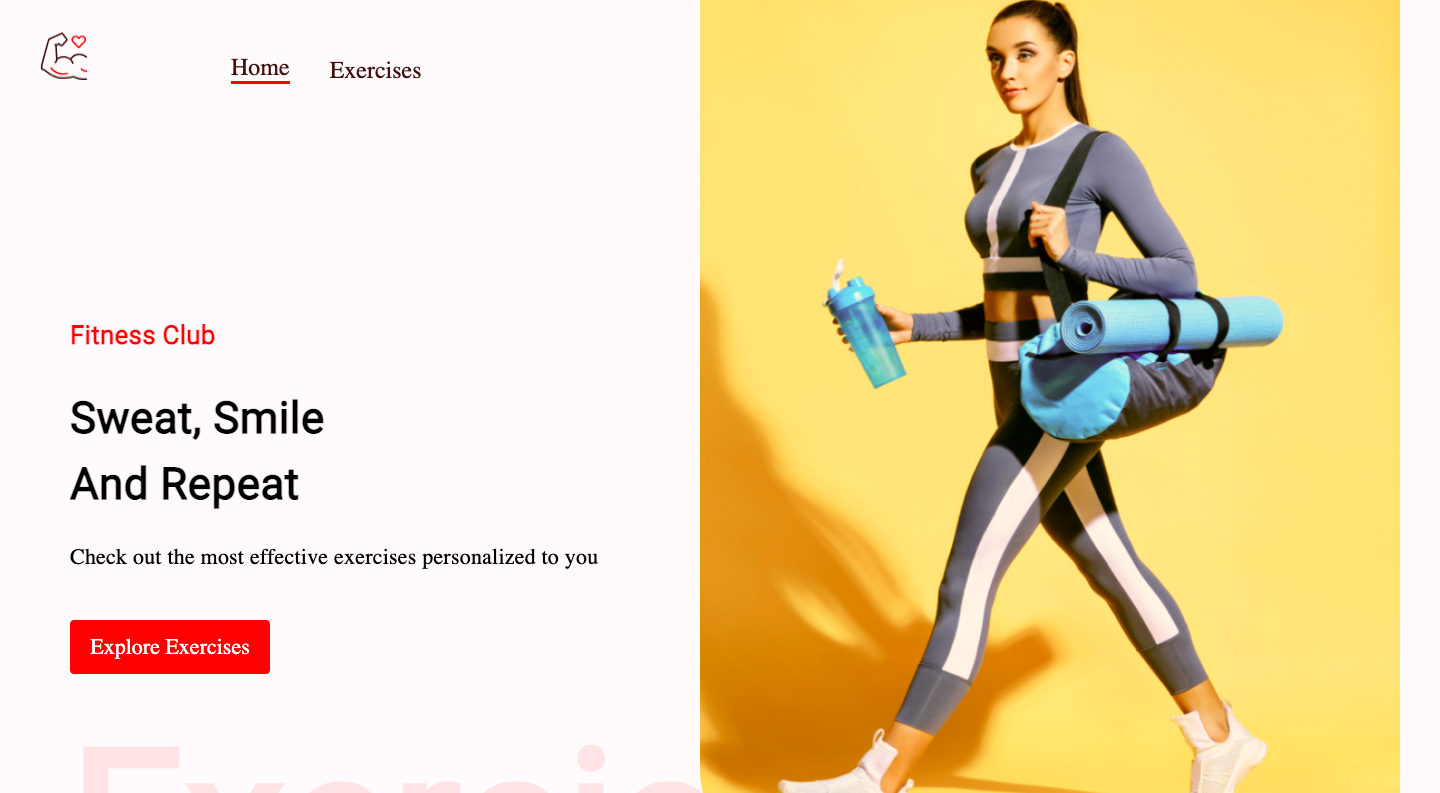 Home
Exercises
Fitness Club
Sweat, Smile
And Repeat
Check out the most effective exercises personalized to you
Explore Exercises